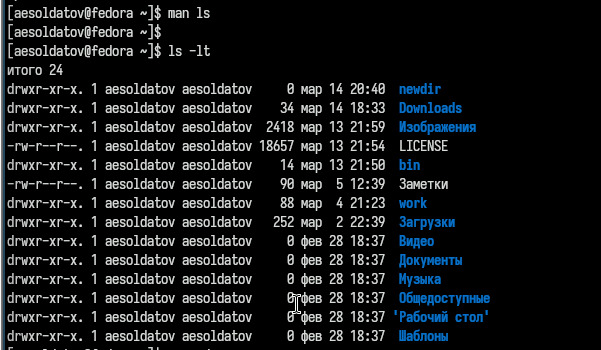 [aesoldatov@fedora ~]$ man ls
[aesoldatov@fedora ~]$
[aesoldatov@fedora ~]$ ls -lt
итого 24
drwxr-xr-x. 1 aesoldatov aesoldatov     0 мар 14 20:40  newdir
drwxr-xr-x. 1 aesoldatov aesoldatov    34 мар 14 18:33  Downloads
drwxr-xr-x. 1 aesoldatov aesoldatov  2418 мар 13 21:59  Изображения
-rw-r--r--. 1 aesoldatov aesoldatov 18657 мар 13 21:54  LICENSE
drwxr-xr-x. 1 aesoldatov aesoldatov    14 мар 13 21:50  bin
-rw-r--r--. 1 aesoldatov aesoldatov    90 мар  5 12:39  Заметки
drwxr-xr-x. 1 aesoldatov aesoldatov    88 мар  4 21:23  work
drwxr-xr-x. 1 aesoldatov aesoldatov   252 мар  2 22:39  Загрузки
drwxr-xr-x. 1 aesoldatov aesoldatov     0 фев 28 18:37  Видео
drwxr-xr-x. 1 aesoldatov aesoldatov     0 фев 28 18:37  Документы
drwxr-xr-x. 1 aesoldatov aesoldatov     0 фев 28 18:37  Музыка
drwxr-xr-x. 1 aesoldatov aesoldatov     0 фев 28 18:37  Общедоступные
drwxr-xr-x. 1 aesoldatov aesoldatov     0 фев 28 18:37 'Рабочий стол'
drwxr-xr-x. 1 aesoldatov aesoldatov     0 фев 28 18:37  Шаблоны